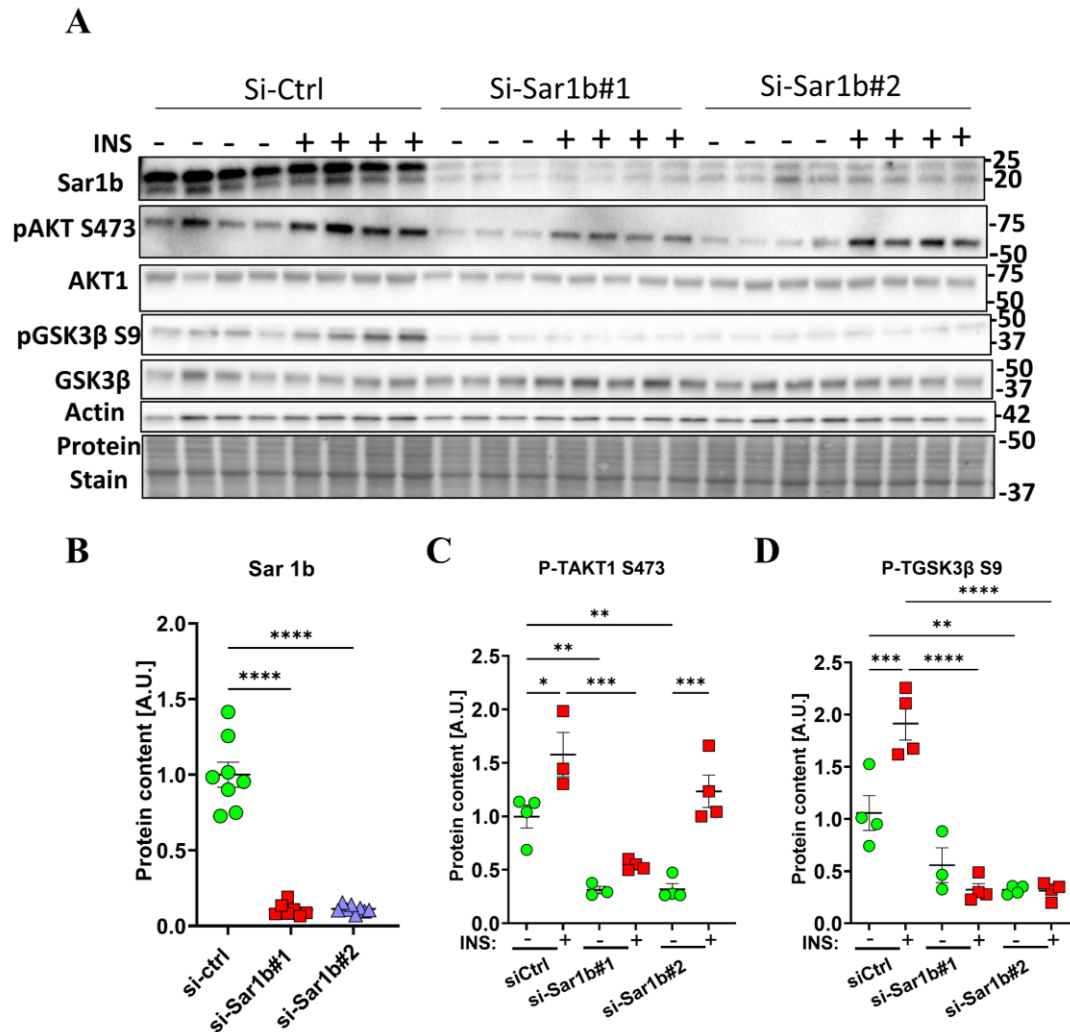 A
Si-Ctrl Si-Sar1b#1 Si-Sar1b#2
INS - - - - + + + + - - - - + + + + - - - - + + + +
Sar1b -25
-20
pAKT S473 -75
-50
AKT1 -75
-50
pGSK3β S9 -50
-37
GSK3β -50
-37
Actin -42
Protein -50
Stain -37
B
Sar 1b
Protein content [A.U.]
2.0
1.5
1.0
0.5
0.0
****
****
si-ctrl
si-Sar1b#1
si-Sar1b#2
C
P-TAKT1 S473
Protein content [A.U.]
2.5
2.0
1.5
1.0
0.5
0.0
**
**
* *** ***
INS: - + - + - +
siCtrl
si-Sar1b#1
si-Sar1b#2
D
P-TGSK3β S9
Protein content [A.U.]
2.5
2.0
1.5
1.0
0.5
0.0
****
**
*** ****
INS: - + - + - +
siCtrl
si-Sar1b#1
si-Sar1b#2